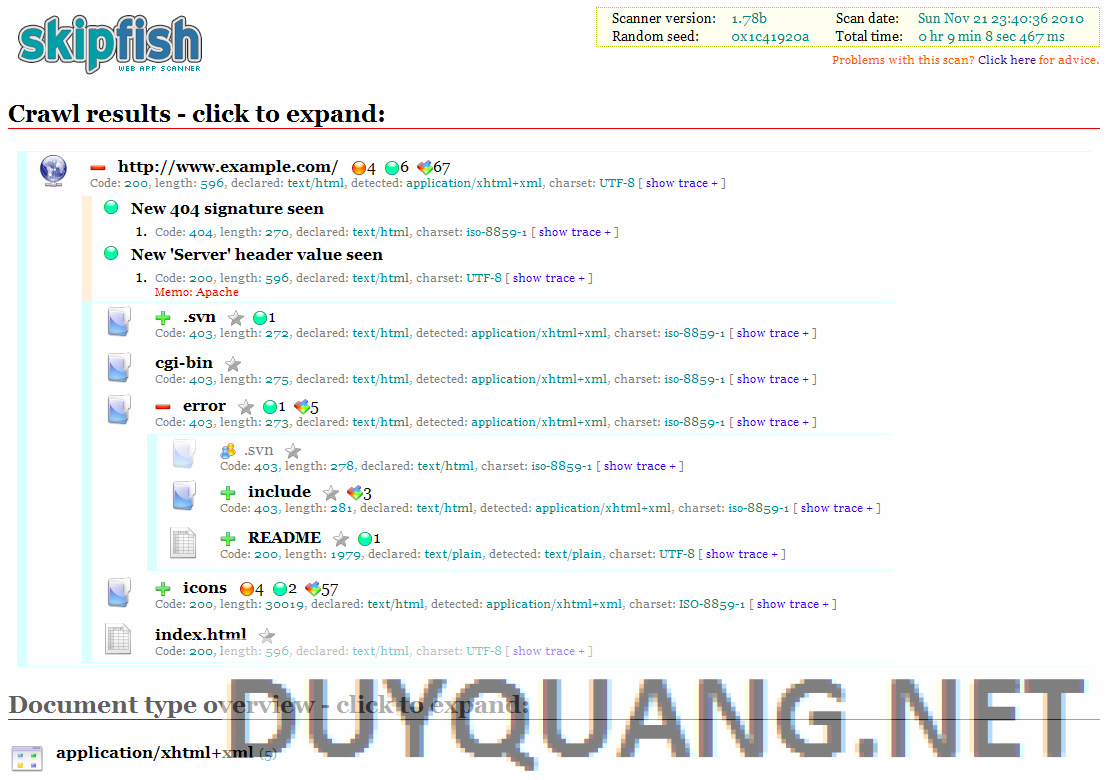 skipfish
WEB APP SCANNER
Scanner version: 1.78b Scan date: Sun Nov 21 23:40:36 2010
Random seed: 0x1c41920a Total time: 0 hr 9 min 8 sec 467 ms
Problems with this scan? Click here for advice.
Crawl results - click to expand:
http://www.example.com/ 4 6 67
Code: 200, length: 596, declared: text/html, detected: application/xhtml+xml, charset: UTF-8 [ show trace + ]
New 404 signature seen
1. Code: 404, length: 270, declared: text/html, charset: iso-8859-1 [ show trace + ]
New 'Server' header value seen
1. Code: 200, length: 596, declared: text/html, charset: UTF-8 [ show trace + ]
Memo: Apache
.svn 1
Code: 403, length: 272, declared: text/html, detected: application/xhtml+xml, charset: iso-8859-1 [ show trace + ]
cgi-bin
Code: 403, length: 275, declared: text/html, detected: application/xhtml+xml, charset: iso-8859-1 [ show trace + ]
error 1 5
Code: 403, length: 273, declared: text/html, detected: application/xhtml+xml, charset: iso-8859-1 [ show trace + ]
.svn
Code: 403, length: 278, declared: text/html, charset: iso-8859-1 [ show trace + ]
include 3
Code: 403, length: 281, declared: text/html, detected: application/xhtml+xml, charset: iso-8859-1 [ show trace + ]
README 1
Code: 200, length: 1979, declared: text/plain, detected: text/plain, charset: UTF-8 [ show trace + ]
icons 4 2 57
Code: 200, length: 30019, declared: text/html, detected: application/xhtml+xml, charset: ISO-8859-1 [ show trace + ]
index.html
Code: 200, length: 596, declared: text/html, charset: UTF-8 [ show trace + ]
Document type overview - click to expand:
DUYQUANG.NET
application/xhtml+xml (5)